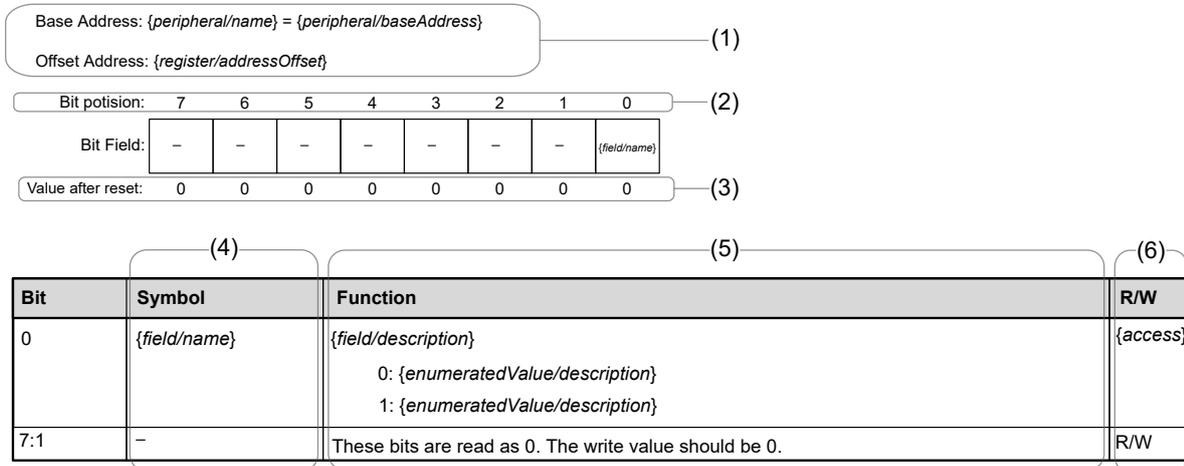 Base Address: {peripheral/name} = {peripheral/baseAddress}
(1)
Offset Address: {register/addressOffset}
Bit potision: 7 6 5 4 3 2 1 0 (2)
Bit Field: – – – – – – – {field/name}
Value after reset: 0 0 0 0 0 0 0 0 (3)
(4) (5) (6)
Bit Symbol Function R/W
0 {field/name} {field/description} {access}
0: {enumeratedValue/description}
1: {enumeratedValue/description}
7:1 – These bits are read as 0. The write value should be 0. R/W